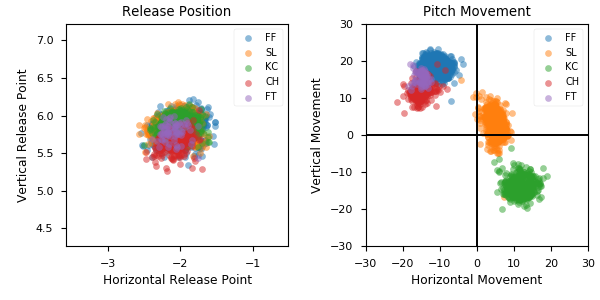 Release Position
7.0
6.5
6.0
5.5
5.0
4.5
−3
−2
−1
Vertical Release Point
Horizontal Release Point
FF
SL
KC
CH
FT
Pitch Movement
30
20
10
0
−10
−20
−30
−30
−20
−10
0
10
20
30
Vertical Movement
Horizontal Movement
FF
SL
KC
CH
FT